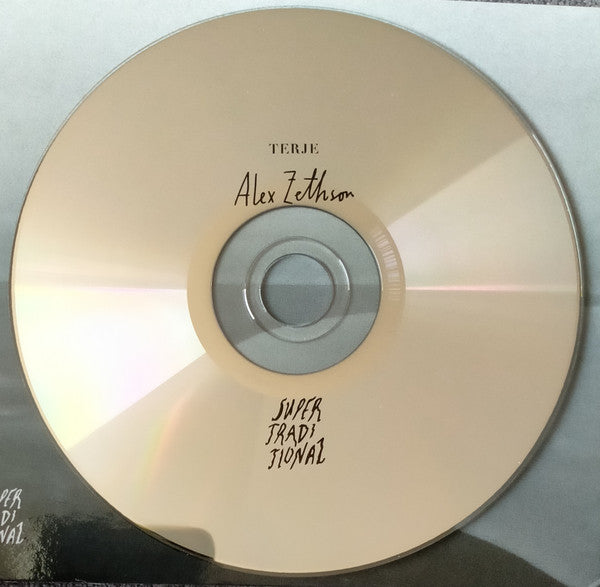 TERJE
Alex Zethson
SUPER
TRADI
TIONAL
PER
DI
NAL